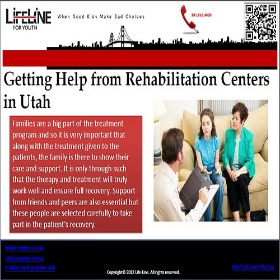 LIFELINE
FOR YOUTH
When Good Kids Make Bad Choices
Getting Help from Rehabilitation Centers
in Utah
Families are a big part of the treatment
program and so it is very important that
along with the treatment given to the
patients, the family is there to show their
care and support. It is only through such
that the therapy and treatment will truly
work well and ensure full recovery. Support
from friends and peers are also essential but
these people are selected carefully to take
part in the patient's recovery.